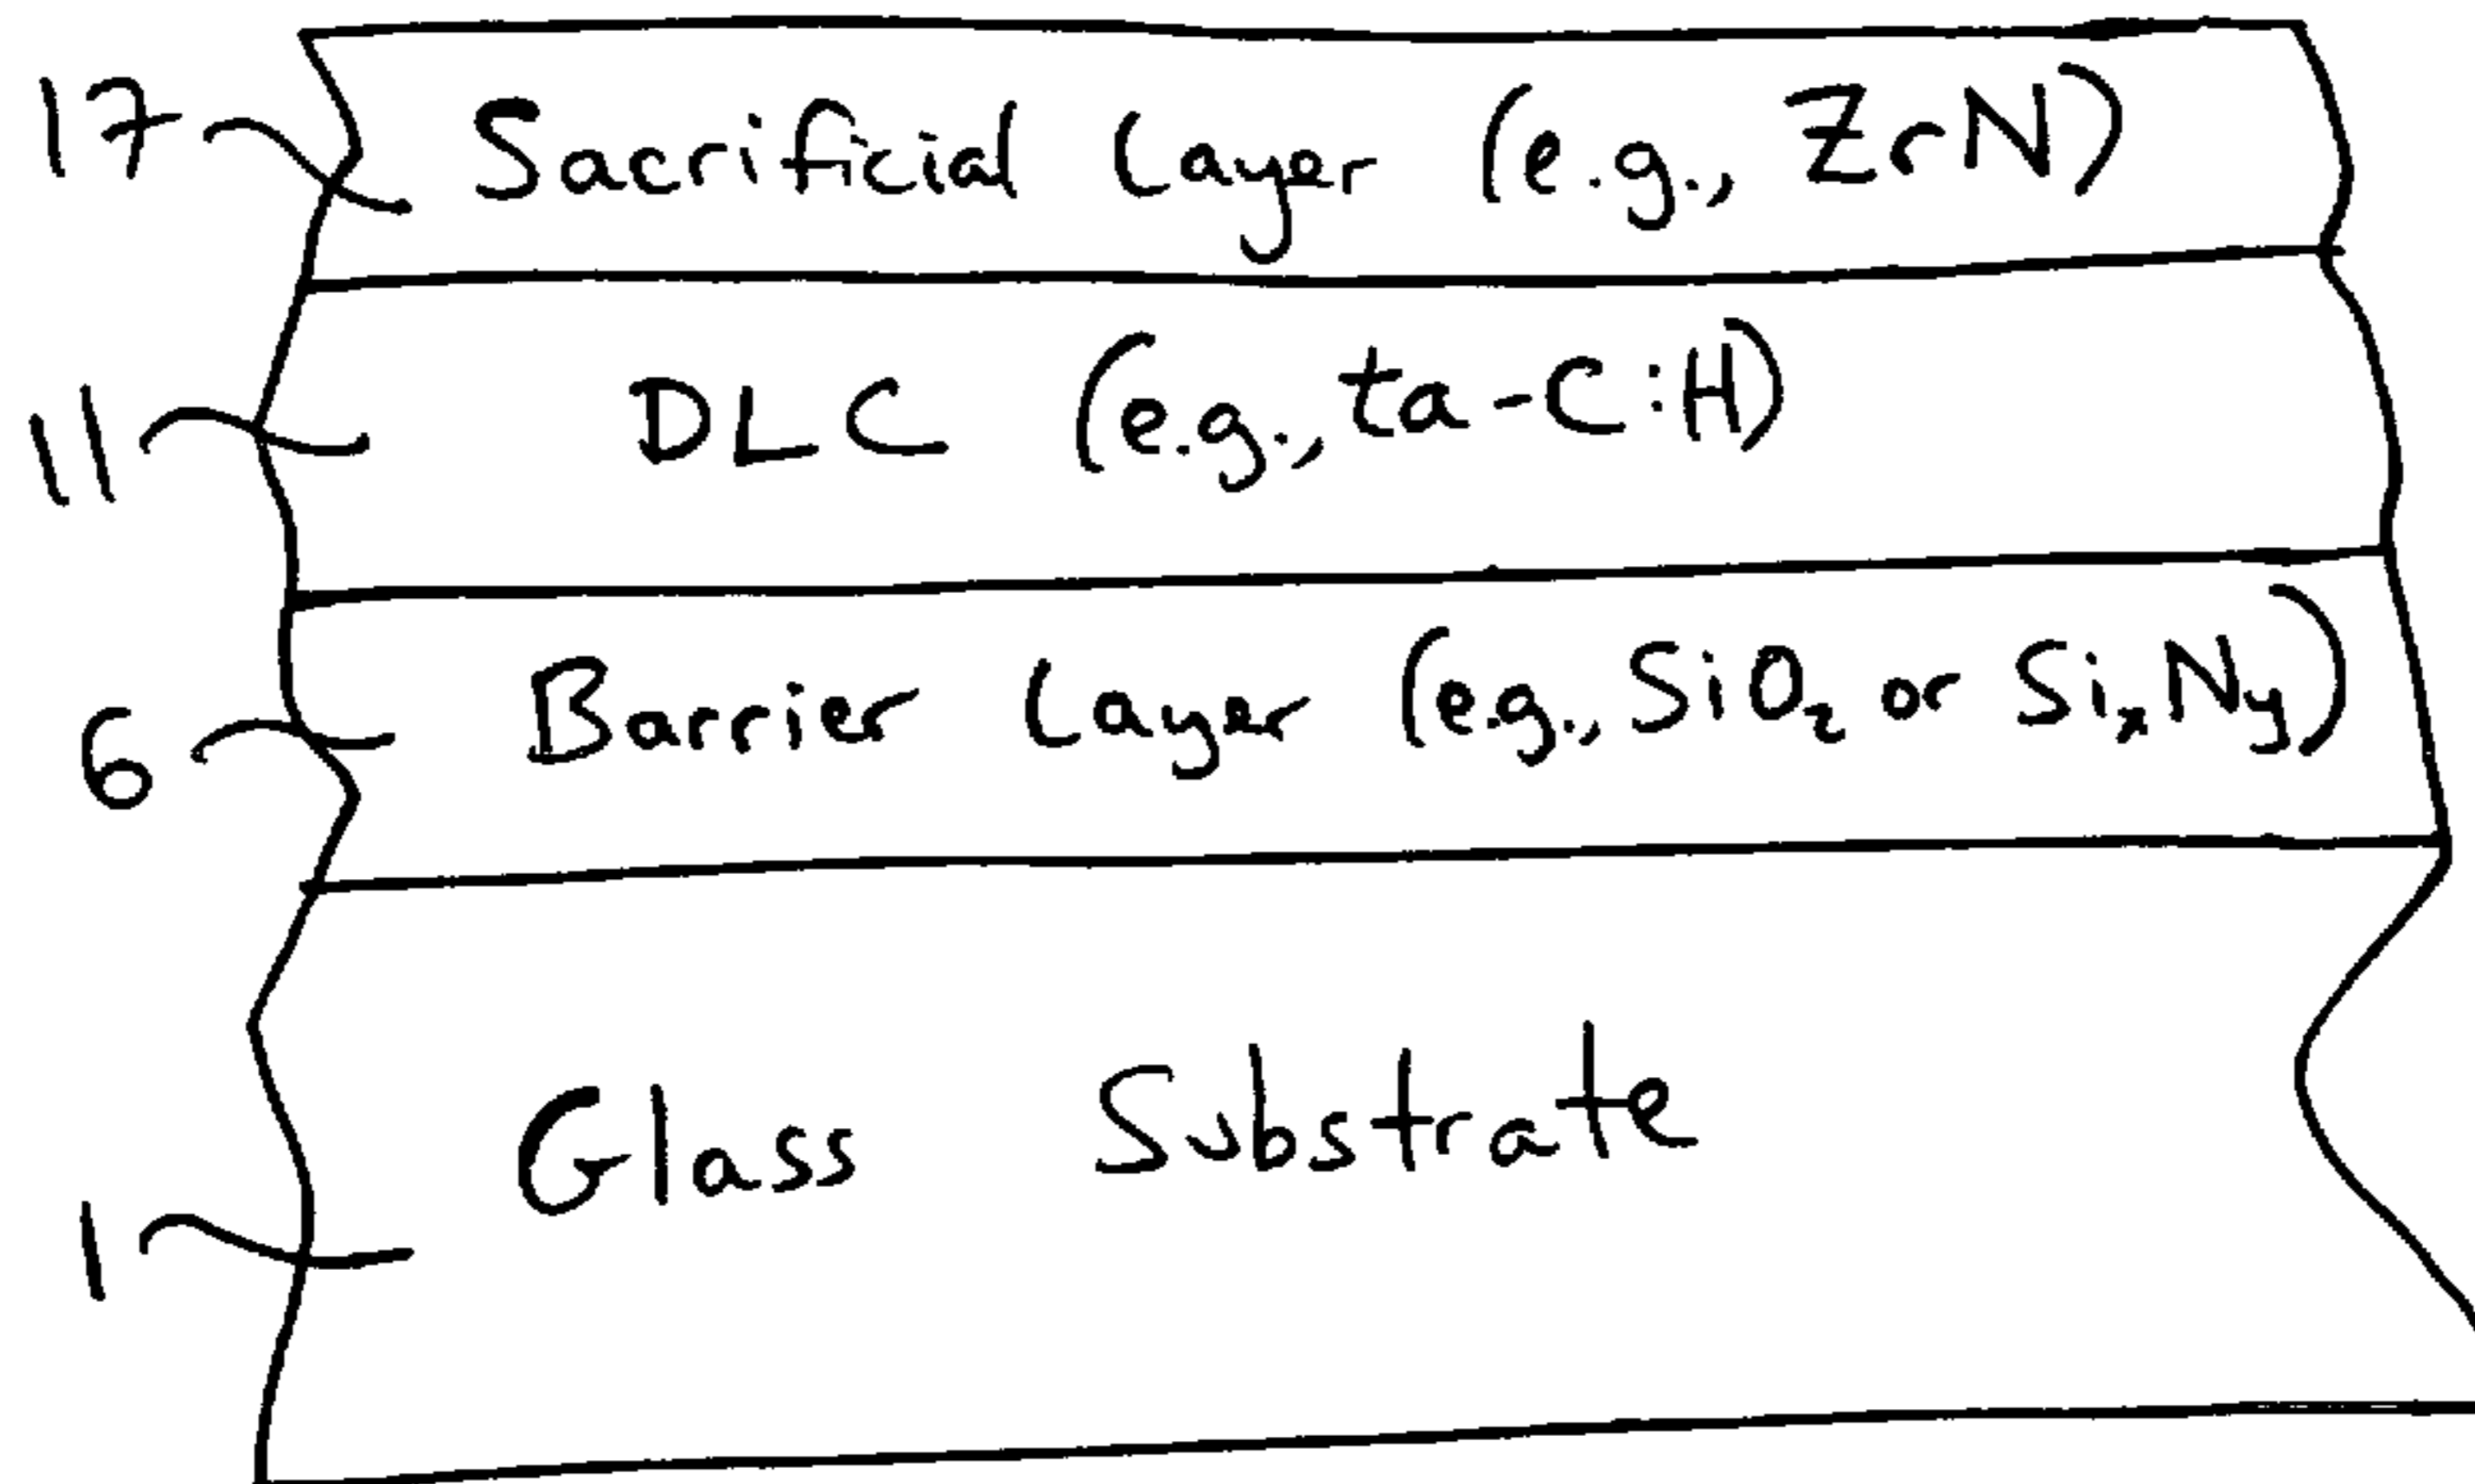 17 Sacrificial Layer (e.g., ZrN)
11 DLC (e.g., ta-C:H)
6 Barrier Layer (e.g., SiO₂ or SiₓNy)
1 Glass Substrate